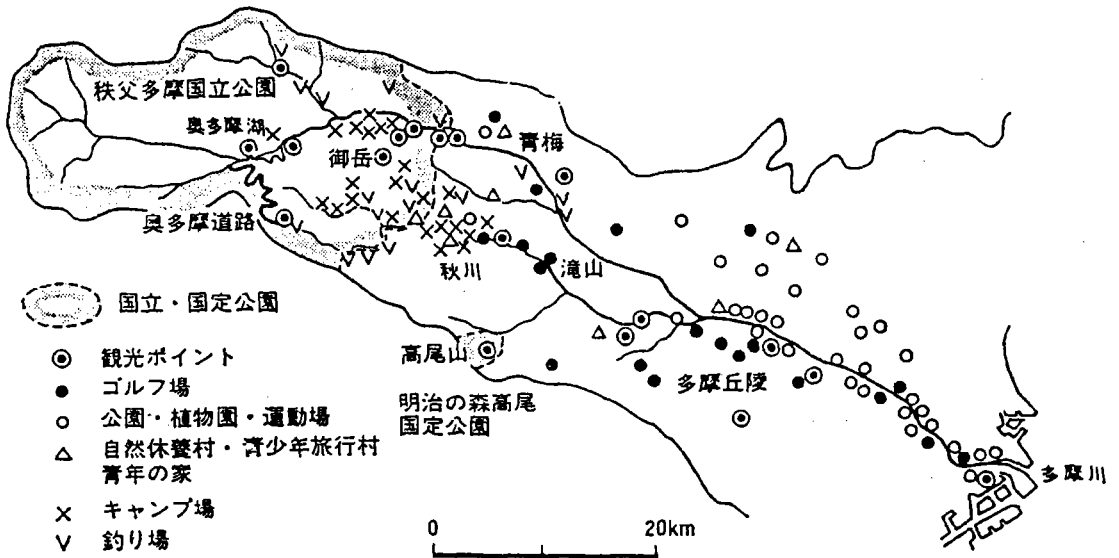 秩父多摩国立公園
奥多摩湖
御岳
青梅
奥多摩道路
秋川
滝山
国立・国定公園
観光ポイント
高尾山
ゴルフ場
多摩丘陵
公園・植物園・運動場
明治の森高尾
国定公園
自然休養村・青少年旅行村
青年の家
多摩川
キャンプ場
釣り場
0
20km